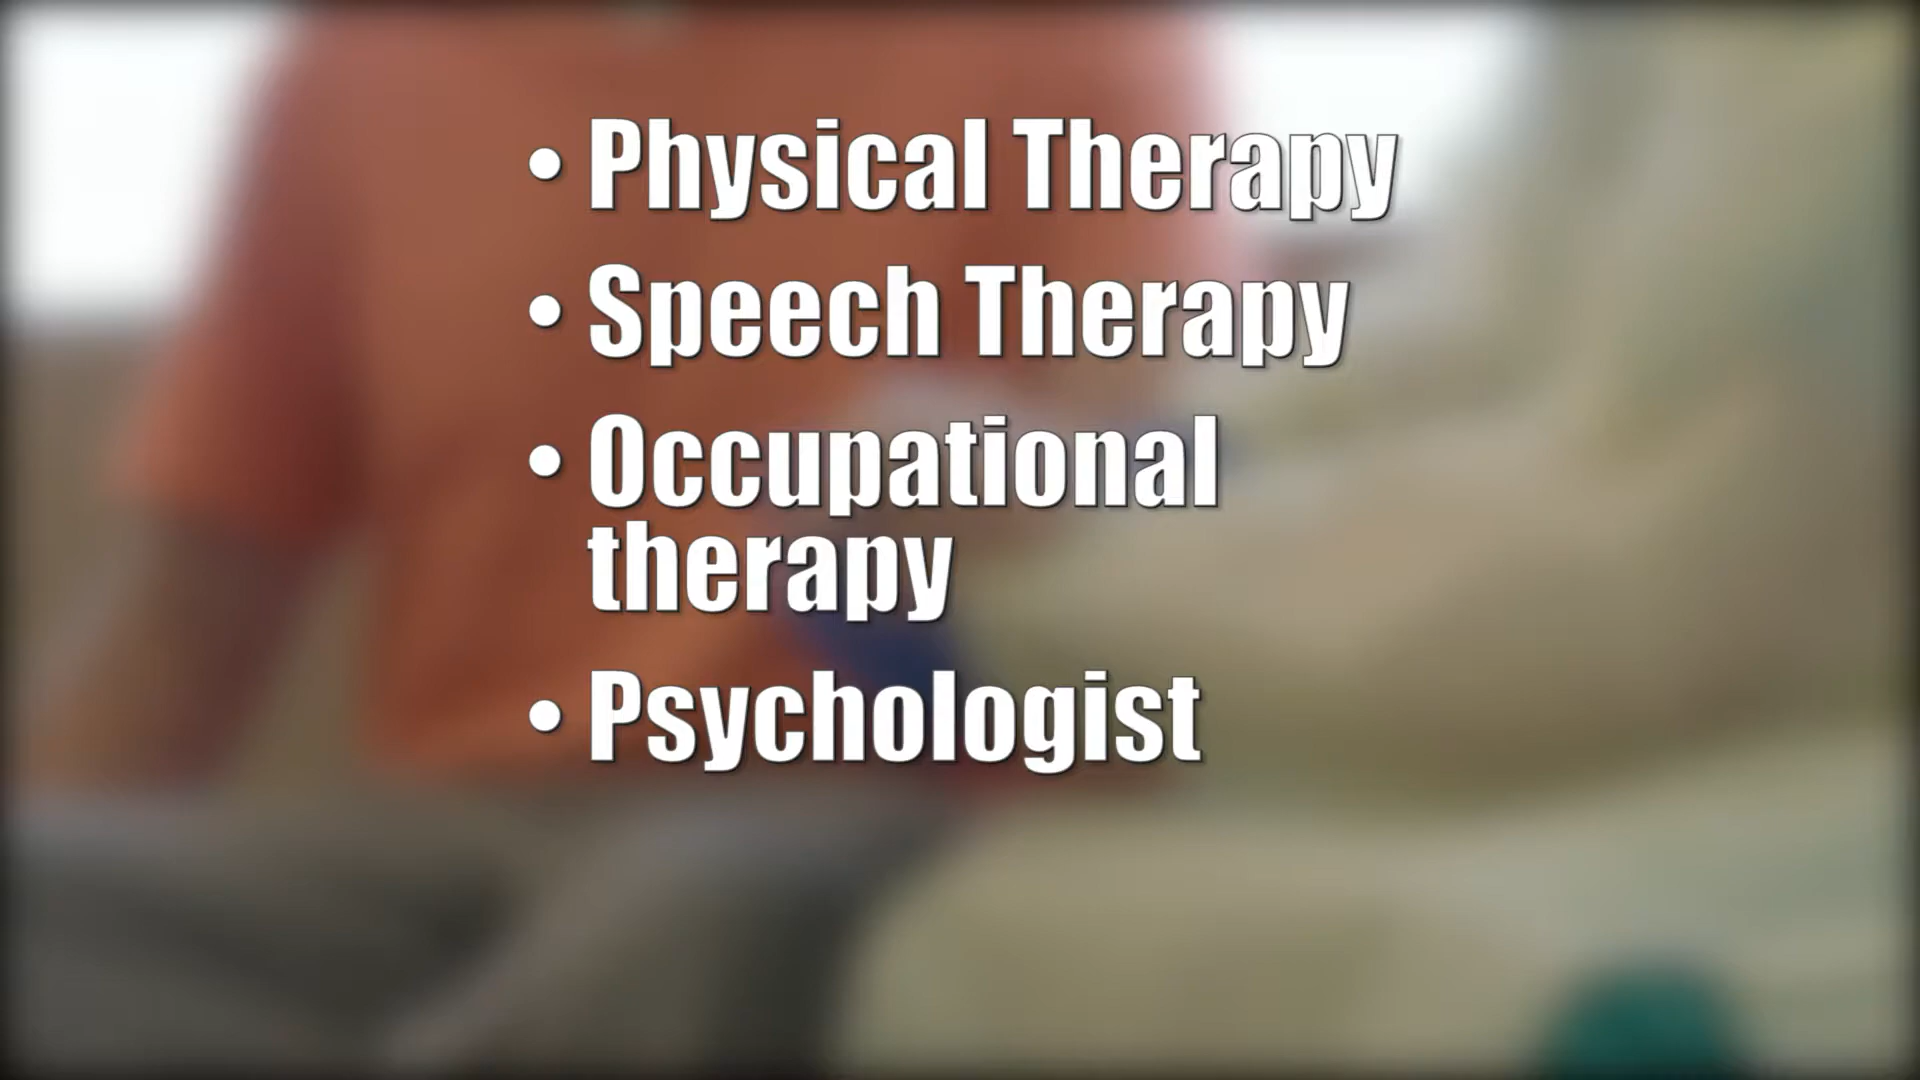 • Physical Therapy
• Speech Therapy
• Occupational
therapy
• Psychologist